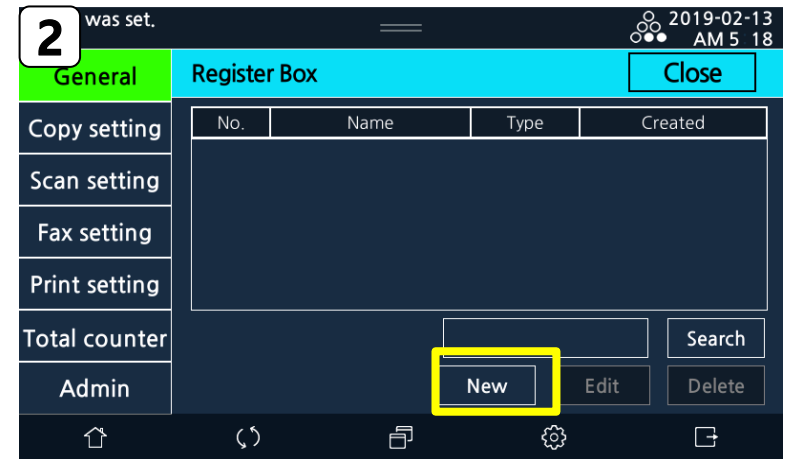 2
was set.
2019-02-13
AM 5 18
General
Register Box
Close
Copy setting
No. Name Type Created
Scan setting
Fax setting
Print setting
Total counter
Search
Admin
New Edit Delete